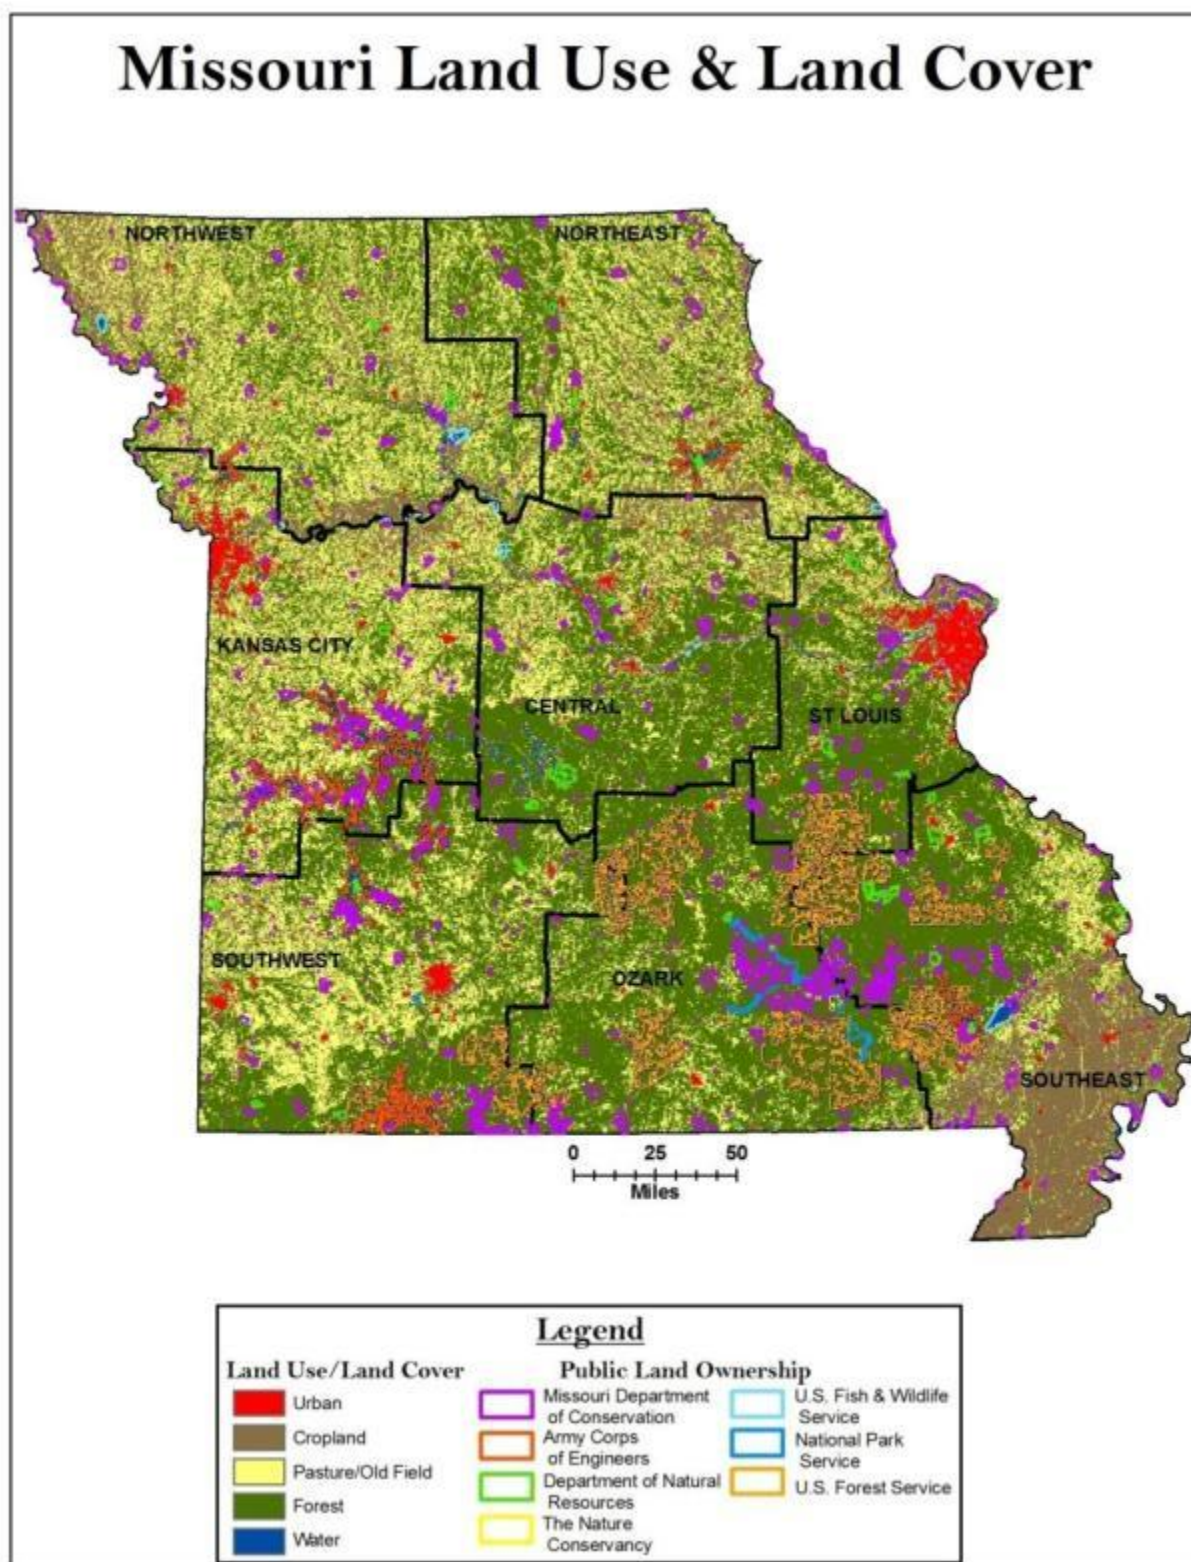 Missouri Land Use & Land Cover
NORTHWEST
NORTHEAST
KANSAS CITY
CENTRAL
ST LOUIS
SOUTHWEST
OZARK
SOUTHEAST
0 25 50
Miles
Legend
Land Use/Land Cover
Urban
Cropland
Pasture/Old Field
Forest
Water
Public Land Ownership
Missouri Department
of Conservation
Army Corps
of Engineers
Department of Natural
Resources
The Nature
Conservancy
U.S. Fish & Wildlife
Service
National Park
Service
U.S. Forest Service